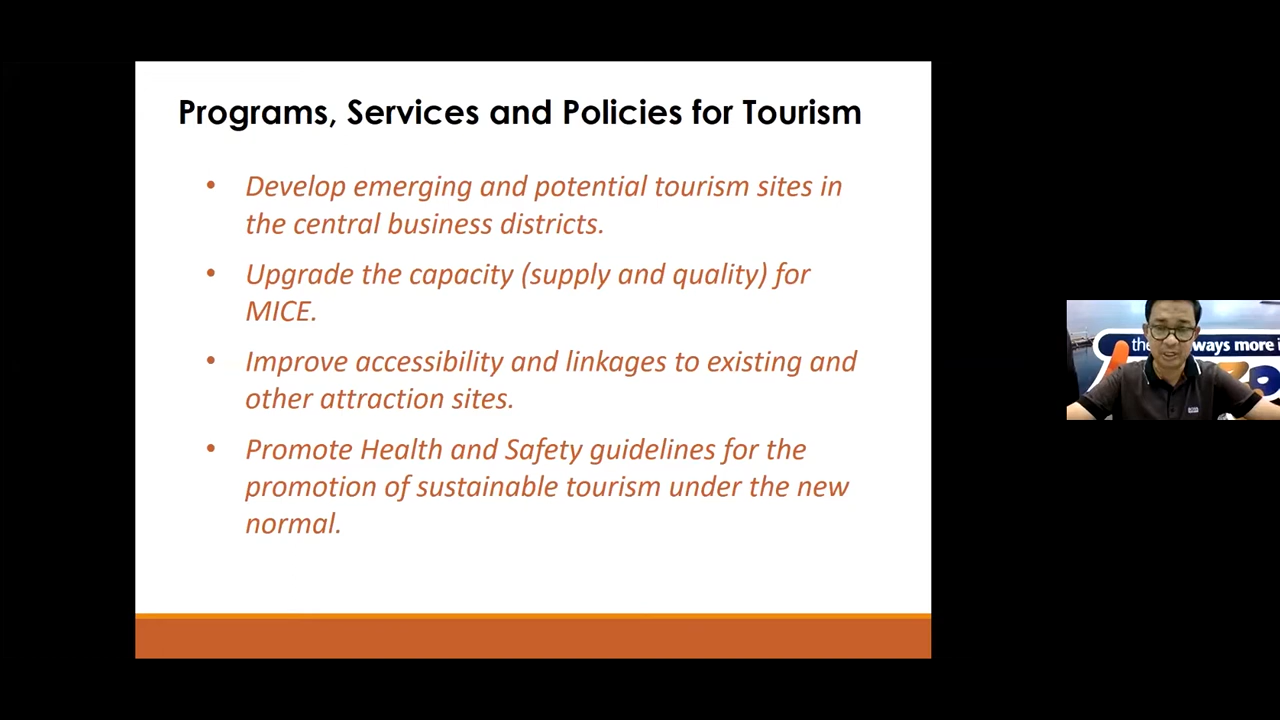 Programs, Services and Policies for Tourism
• Develop emerging and potential tourism sites in
the central business districts.
• Upgrade the capacity (supply and quality) for
MICE.
• Improve accessibility and linkages to existing and
other attraction sites.
• Promote Health and Safety guidelines for the
promotion of sustainable tourism under the new
normal.
ways more